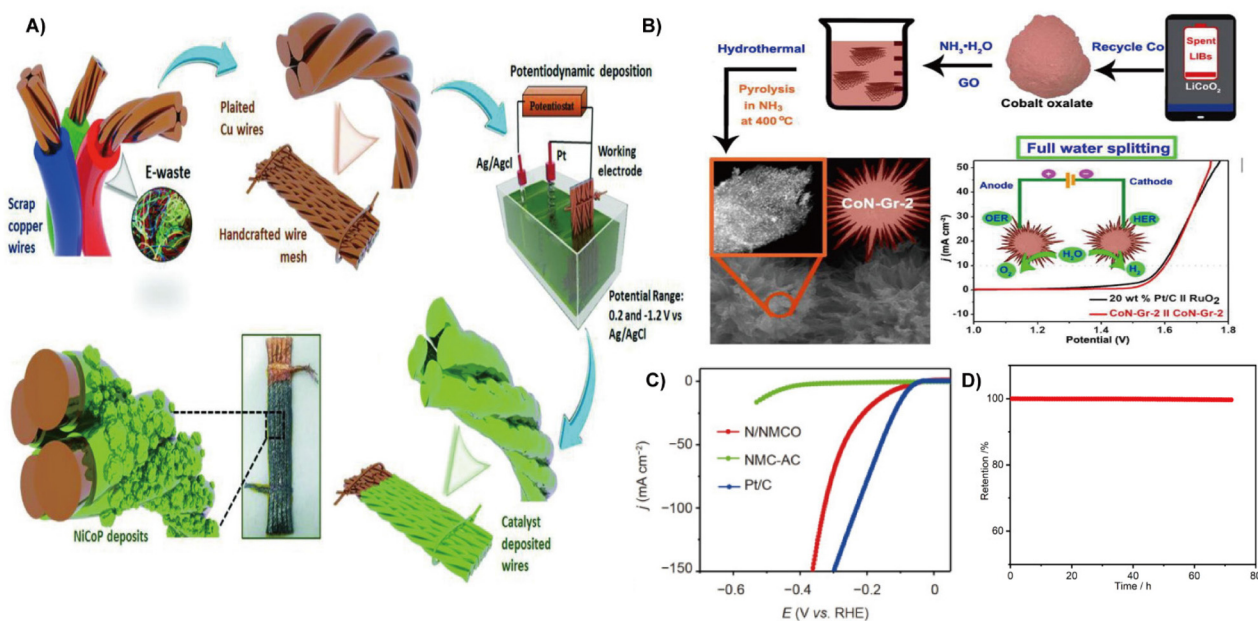 A)
Plaited
Cu wires
E-waste
Scrap
copper
wires
Handcrafted wire
mesh
Potentiodynamic deposition
Potentiostat
Ag/Agcl
Pt
Working
electrode
Potential Range:
0.2 and -1.2 V vs
Ag/AgCl
NiCoP deposits
Catalyst
deposited
wires
B)
Hydrothermal
NH₃•H₂O
GO
Recycle Co
Spent
LIBs
LiCoO₂
Cobalt oxalate
Pyrolysis
in NH₃
at 400 °C
CoN-Gr-2
Full water splitting
Anode
Cathode
OER
HER
O₂
H₂O
H₂
20 wt % Pt/C II RuO₂
CoN-Gr-2 II CoN-Gr-2
j (mA cm⁻²)
50
40
30
20
10
0
-10
1.0
1.2
1.4
1.6
1.8
Potential (V)
C)
j (mA cm⁻²)
0
−50
−100
−150
N/NMCO
NMC-AC
Pt/C
−0.6
−0.4
−0.2
0
E (V vs. RHE)
D)
Retention /%
100
80
60
0
20
40
60
80
Time / h